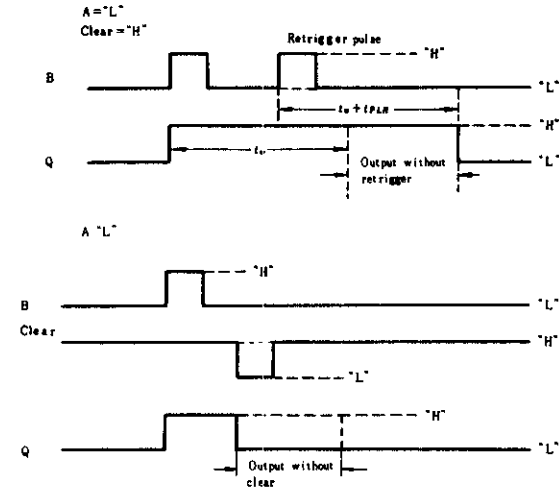 A="L"
Clear="H"
Retrigger pulse
"H"
B
"L"
tw + tPLH
"H"
tw
Q
Output without
retrigger
"L"
A "L"
"H"
B
"L"
Clear
"H"
"L"
"H"
Q
"L"
Output without
clear